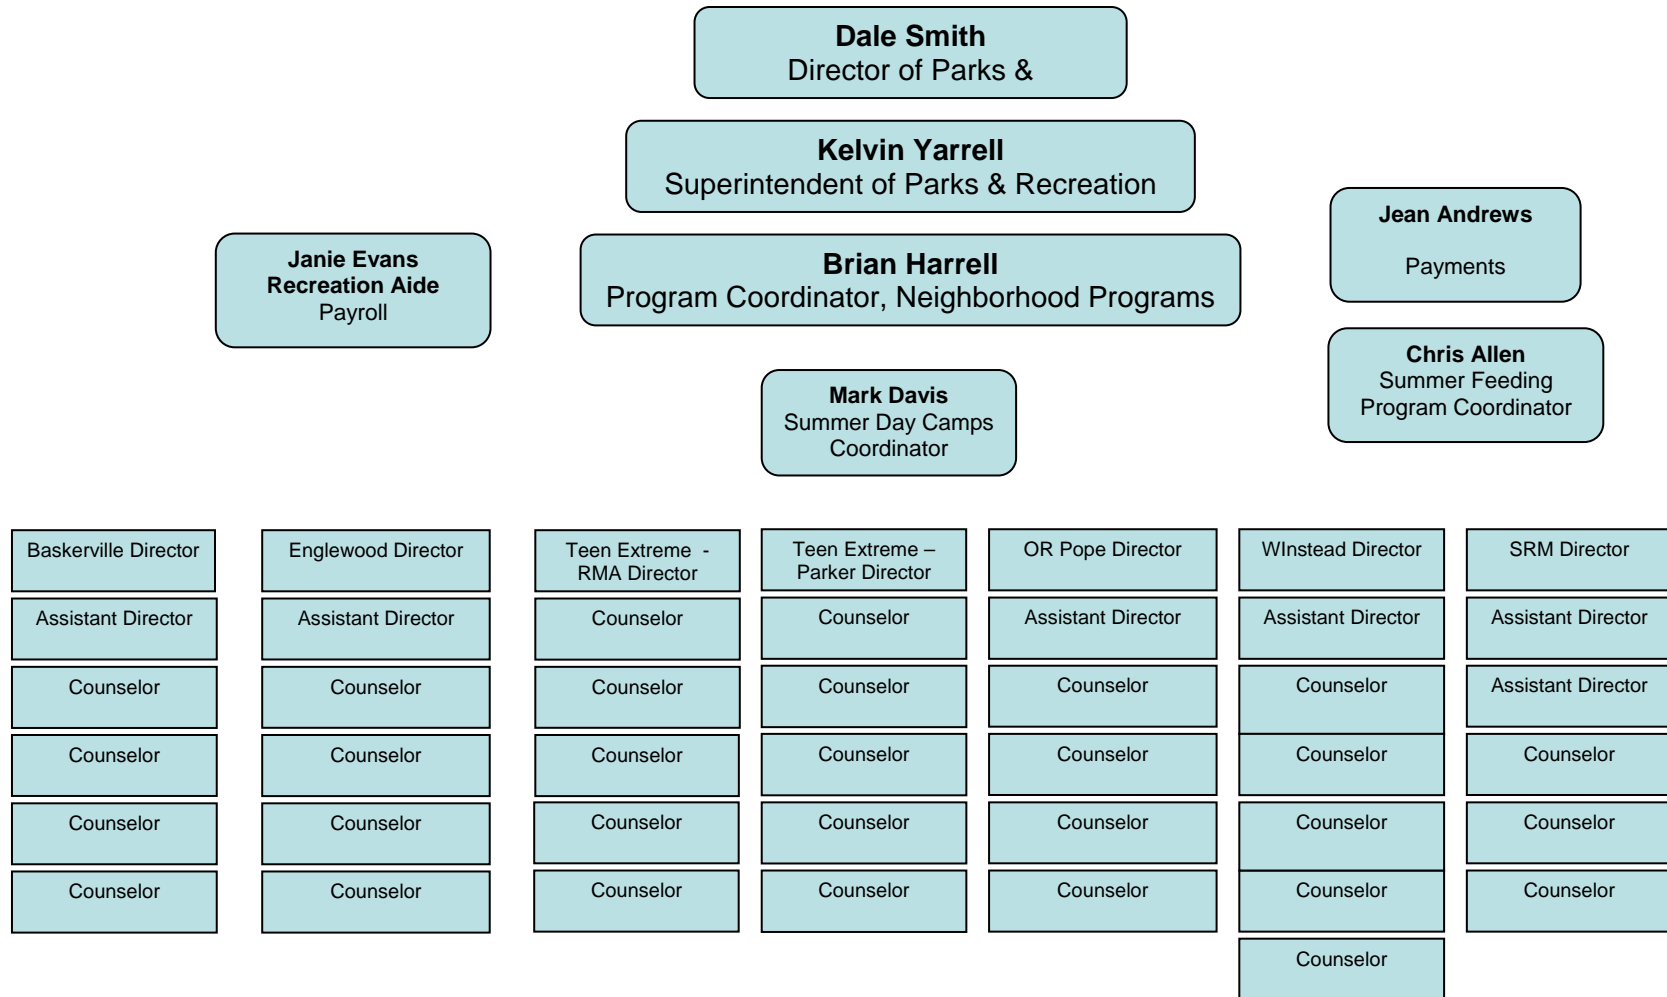 Dale Smith
Director of Parks &
Kelvin Yarrell
Superintendent of Parks & Recreation
Jean Andrews
Payments
Janie Evans
Recreation Aide
Payroll
Brian Harrell
Program Coordinator, Neighborhood Programs
Chris Allen
Summer Feeding
Program Coordinator
Mark Davis
Summer Day Camps
Coordinator
Baskerville Director
Assistant Director
Counselor
Counselor
Counselor
Counselor
Englewood Director
Assistant Director
Counselor
Counselor
Counselor
Counselor
Teen Extreme -
RMA Director
Counselor
Counselor
Counselor
Counselor
Counselor
Teen Extreme –
Parker Director
Counselor
Counselor
Counselor
Counselor
Counselor
OR Pope Director
Assistant Director
Counselor
Counselor
Counselor
Counselor
WInstead Director
Assistant Director
Counselor
Counselor
Counselor
Counselor
Counselor
SRM Director
Assistant Director
Assistant Director
Counselor
Counselor
Counselor